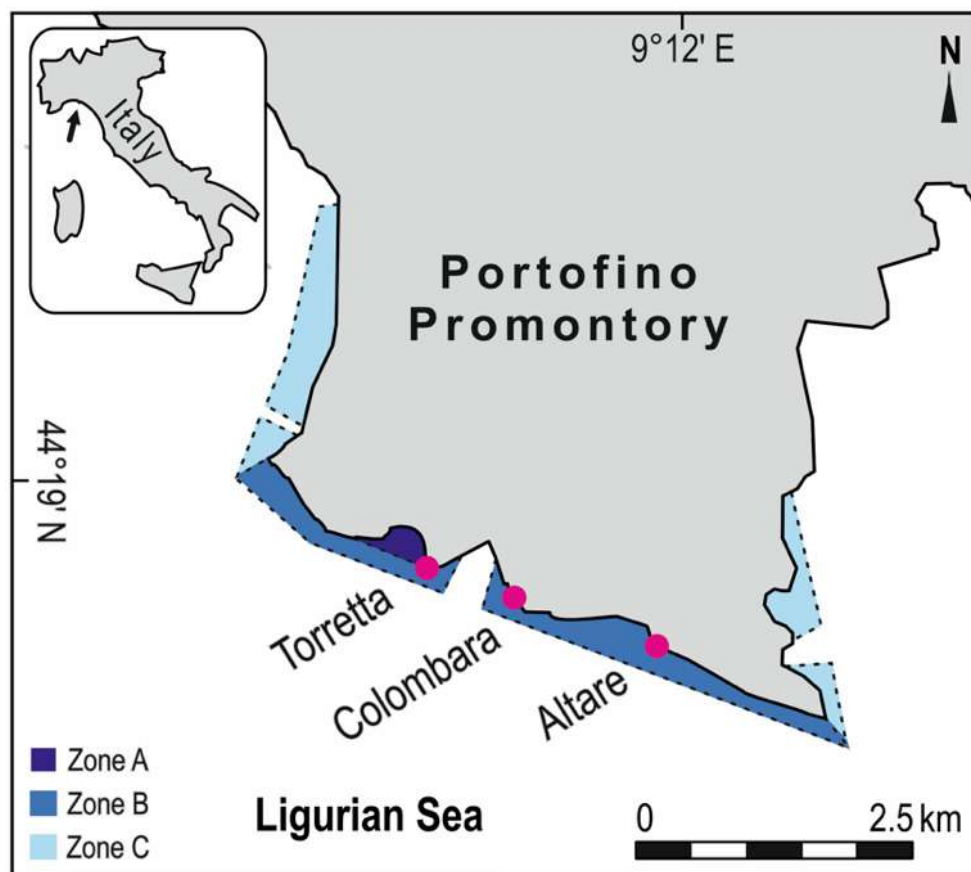 9°12' E
N
Italy
Portofino
Promontory
44°19' N
Torretta
Colombara
Altare
Zone A
Zone B
Zone C
Ligurian Sea
0 2.5 km